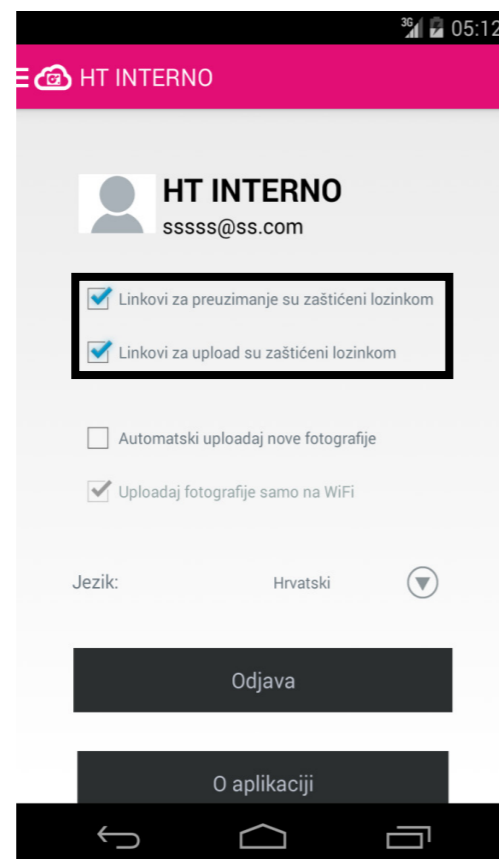 3G 05:12
HT INTERNO
HT INTERNO
sssss@ss.com
Linkovi za preuzimanje su zaštićeni lozinkom
Linkovi za upload su zaštićeni lozinkom
Automatski uploadaj nove fotografije
Uploadaj fotografije samo na WiFi
Jezik: Hrvatski
Odjava
O aplikaciji